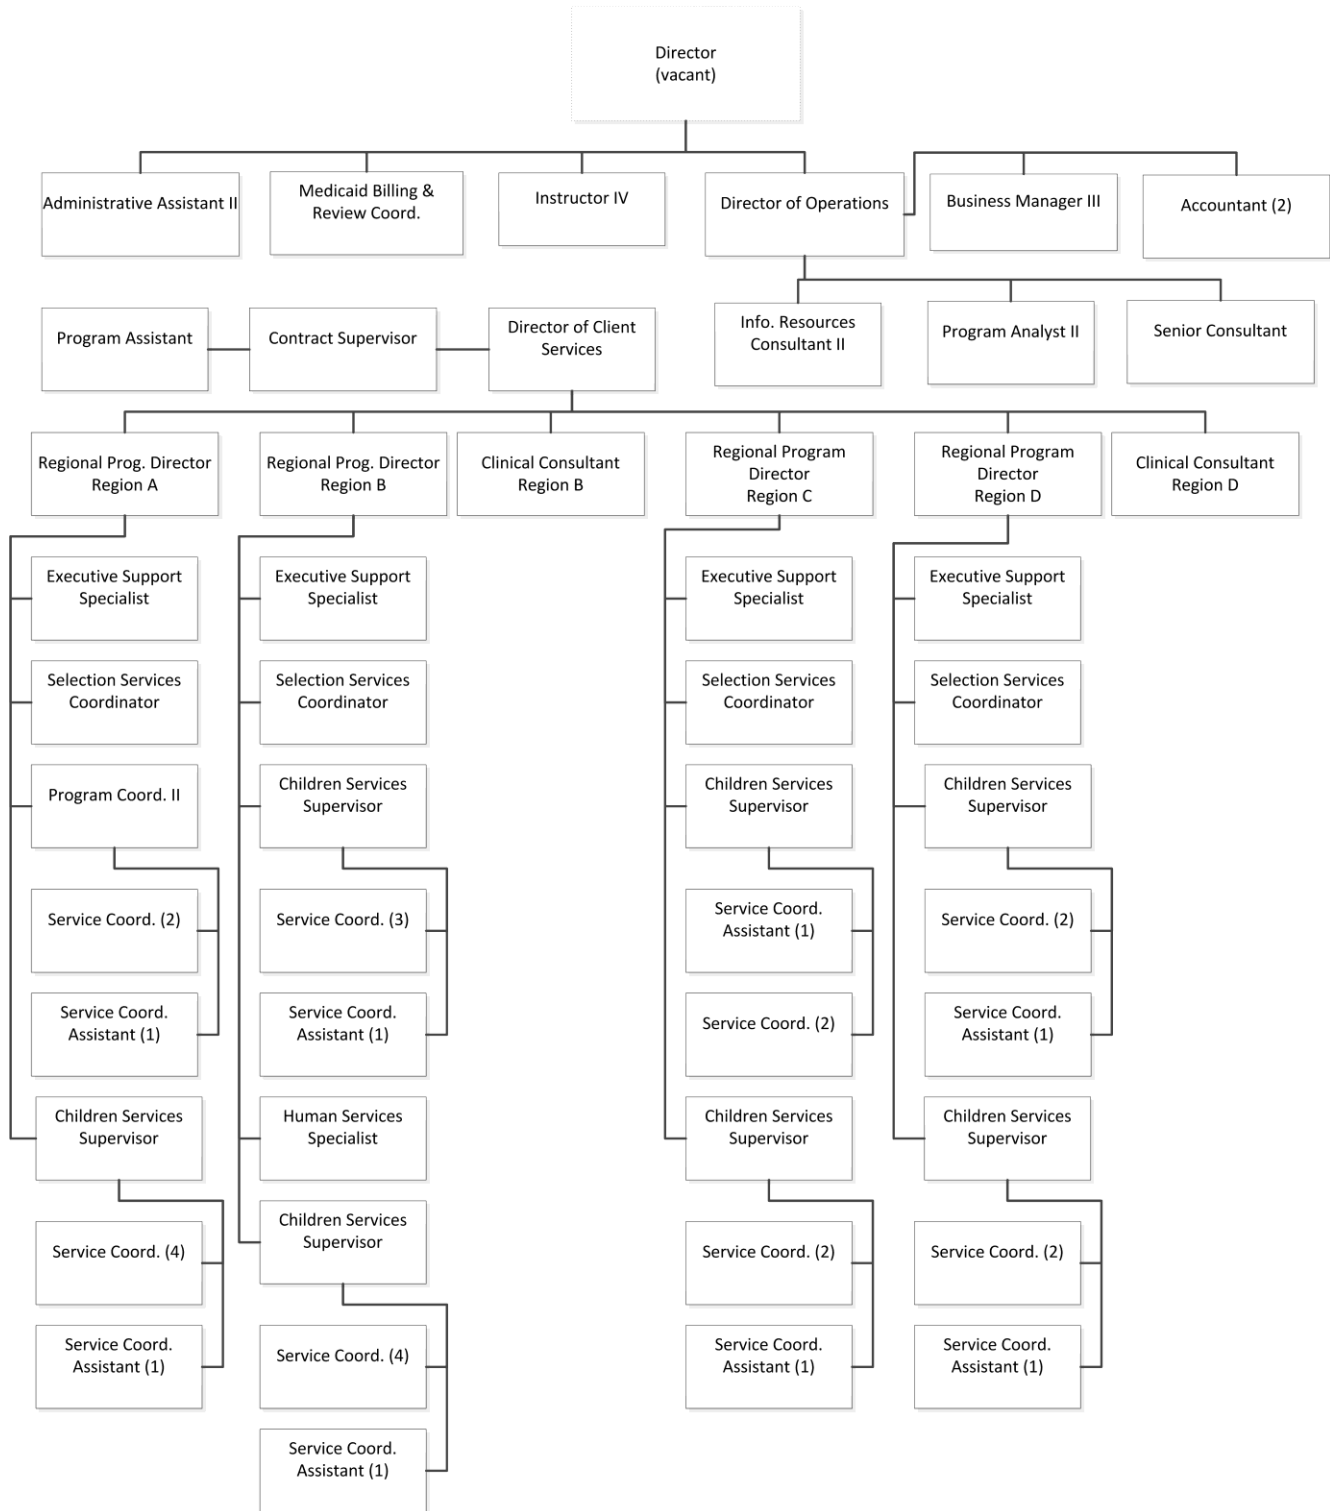 Director
(vacant)
Administrative Assistant II
Medicaid Billing &
Review Coord.
Instructor IV
Director of Operations
Business Manager III
Accountant (2)
Program Assistant
Contract Supervisor
Director of Client
Services
Info. Resources
Consultant II
Program Analyst II
Senior Consultant
Regional Prog. Director
Region A
Regional Prog. Director
Region B
Clinical Consultant
Region B
Regional Program
Director
Region C
Regional Program
Director
Region D
Clinical Consultant
Region D
Executive Support
Specialist
Executive Support
Specialist
Executive Support
Specialist
Executive Support
Specialist
Selection Services
Coordinator
Selection Services
Coordinator
Selection Services
Coordinator
Selection Services
Coordinator
Program Coord. II
Children Services
Supervisor
Children Services
Supervisor
Children Services
Supervisor
Service Coord. (2)
Service Coord. (3)
Service Coord.
Assistant (1)
Service Coord. (2)
Service Coord.
Assistant (1)
Service Coord.
Assistant (1)
Service Coord. (2)
Service Coord.
Assistant (1)
Children Services
Supervisor
Human Services
Specialist
Children Services
Supervisor
Children Services
Supervisor
Service Coord. (4)
Children Services
Supervisor
Service Coord. (2)
Service Coord. (2)
Service Coord.
Assistant (1)
Service Coord. (4)
Service Coord.
Assistant (1)
Service Coord.
Assistant (1)
Service Coord.
Assistant (1)